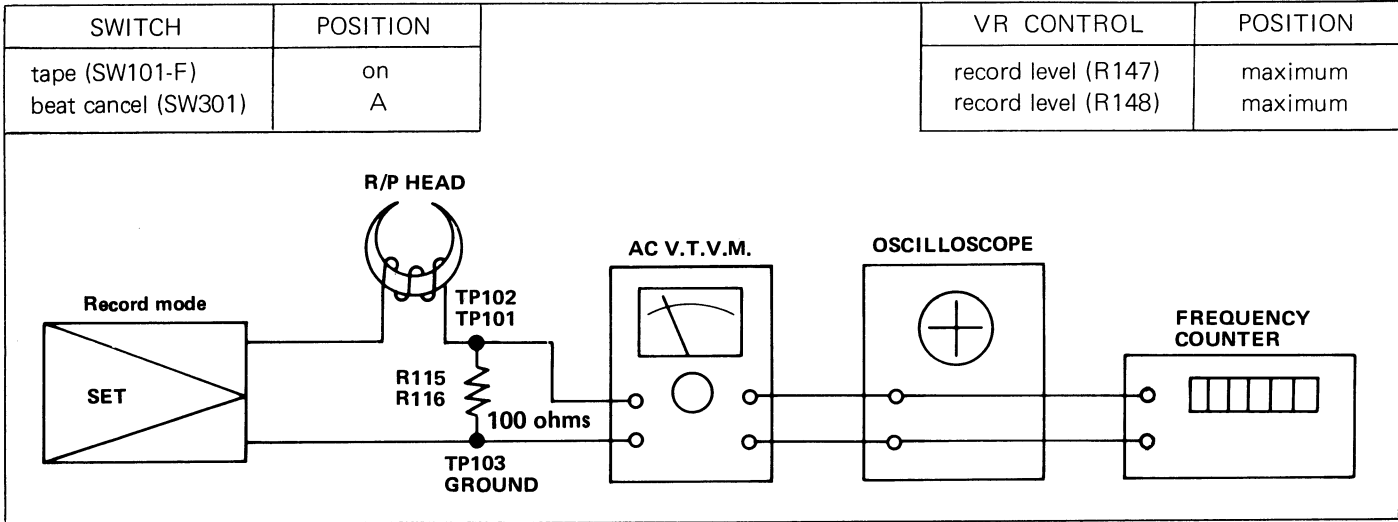 SWITCH POSITION
tape (SW101-F) on
beat cancel (SW301) A
VR CONTROL POSITION
record level (R147) maximum
record level (R148) maximum
R/P HEAD
AC V.T.V.M.
OSCILLOSCOPE
Record mode
TP102
TP101
FREQUENCY
COUNTER
SET
R115
R116
100 ohms
TP103
GROUND